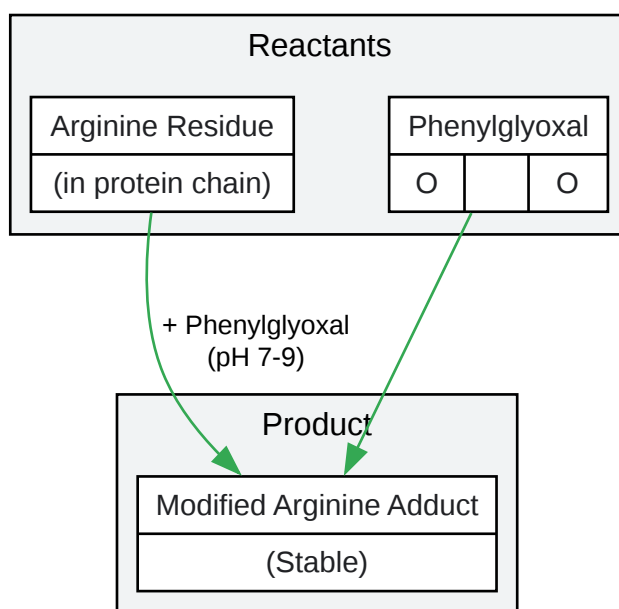 Reactants
Arginine Residue
(in protein chain)
Phenylglyoxal
O O
+ Phenylglyoxal
(pH 7-9)
Product
Modified Arginine Adduct
(Stable)